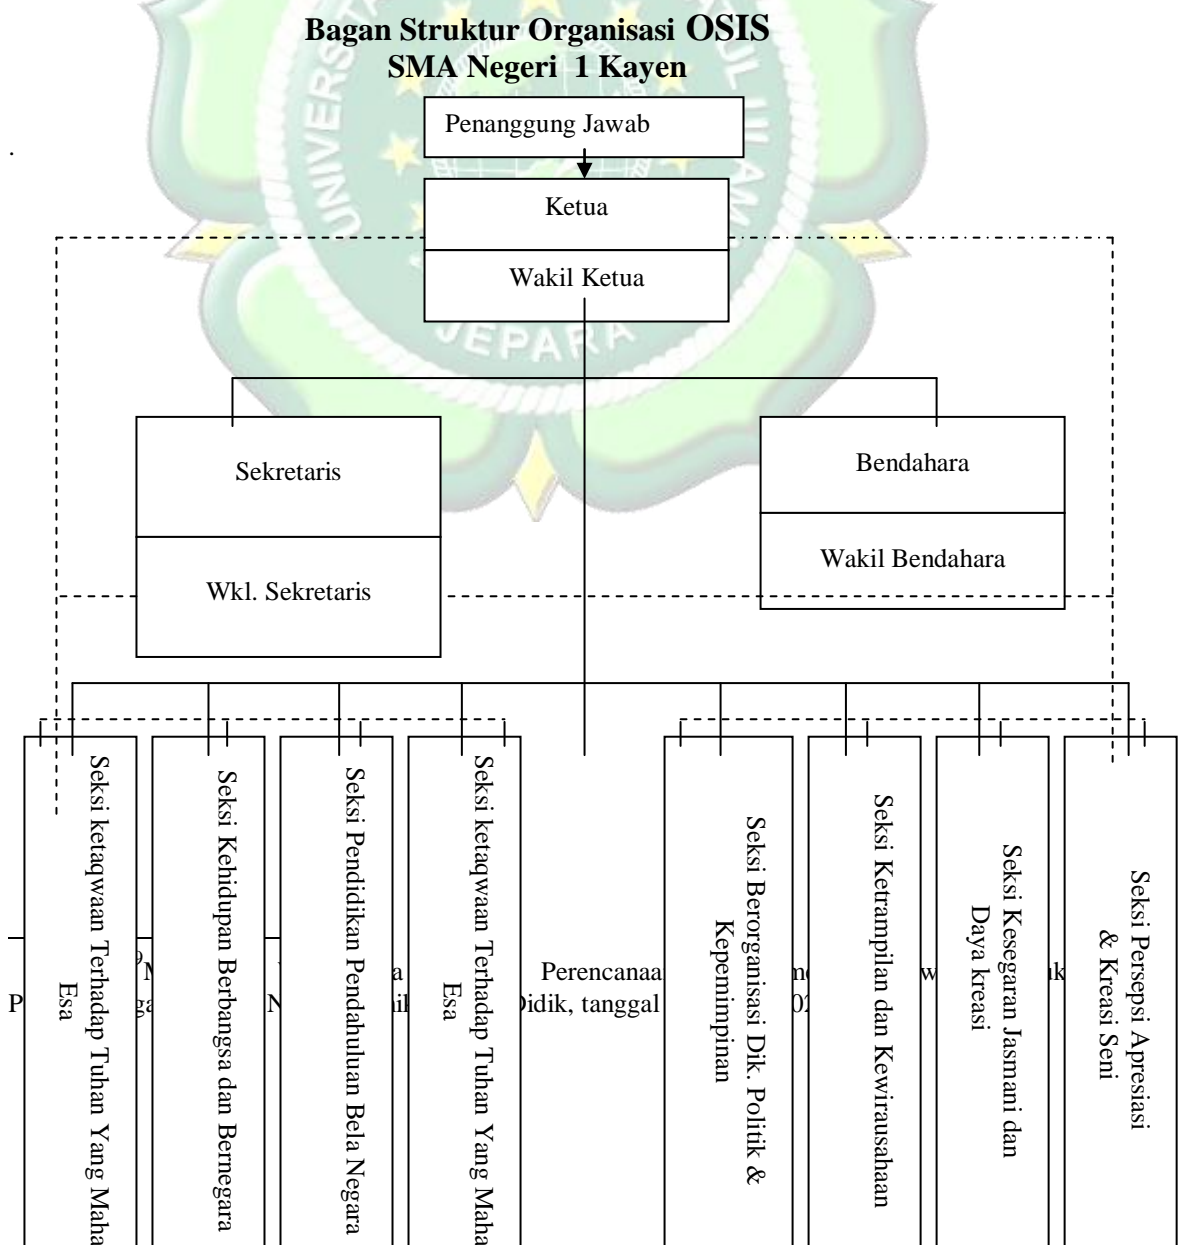 Bagan Struktur Organisasi OSIS
SMA Negeri 1 Kayen
Penanggung Jawab
.
Ketua
Wakil Ketua
JEPARA
Sekretaris
Wkl. Sekretaris
Bendahara
Wakil Bendahara
Seksi ketaqwaan Terhadap Tuhan Yang Maha
Esa
Seksi Kehidupan Berbangsa dan Bernegara
Seksi Pendidikan Pendahuluan Bela Negara
Seksi ketaqwaan Terhadap Tuhan Yang Maha
Esa
Seksi Berorganisasi Dik. Politik &
Kepemimpinan
Seksi Ketrampilan dan Kewirausahaan
Seksi Kesegaran Jasmani dan
Daya kreasi
Seksi Persepsi Apresiasi
& Kreasi Seni
tanggal